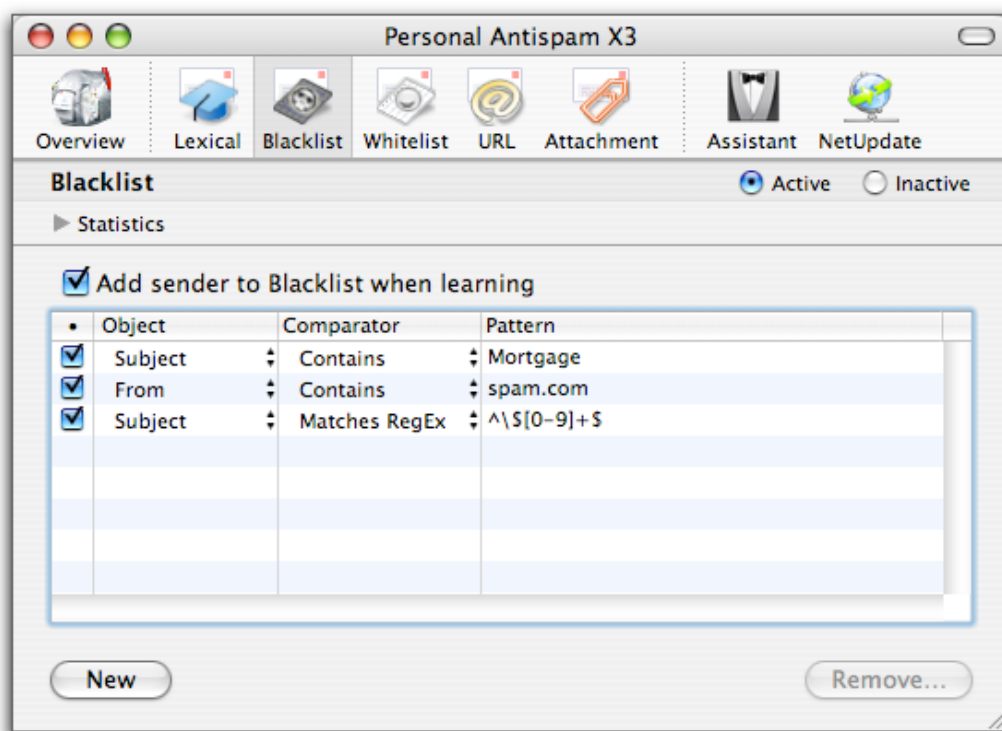 Personal Antispam X3
Overview Lexical Blacklist Whitelist URL Attachment Assistant NetUpdate
Blacklist Active Inactive
Statistics
Add sender to Blacklist when learning
• Object Comparator Pattern
Subject Contains Mortgage
From Contains spam.com
Subject Matches RegEx ^\$[0-9]+$
New Remove...